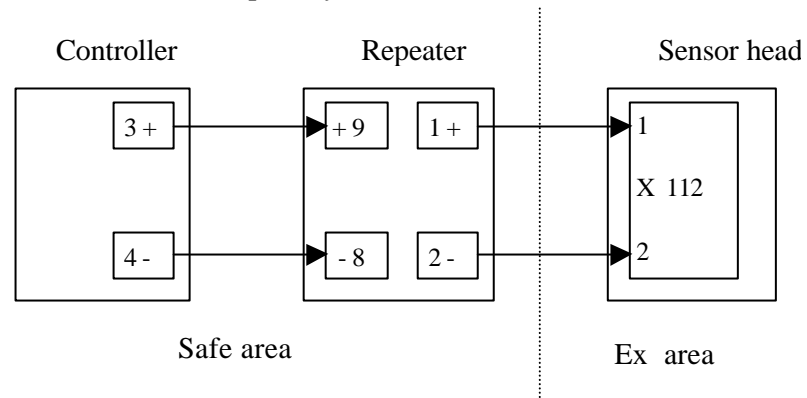 Controller
Repeater
Sensor head
3 +
+ 9
1 +
1
X 112
4 -
- 8
2 -
2
Safe area
Ex area